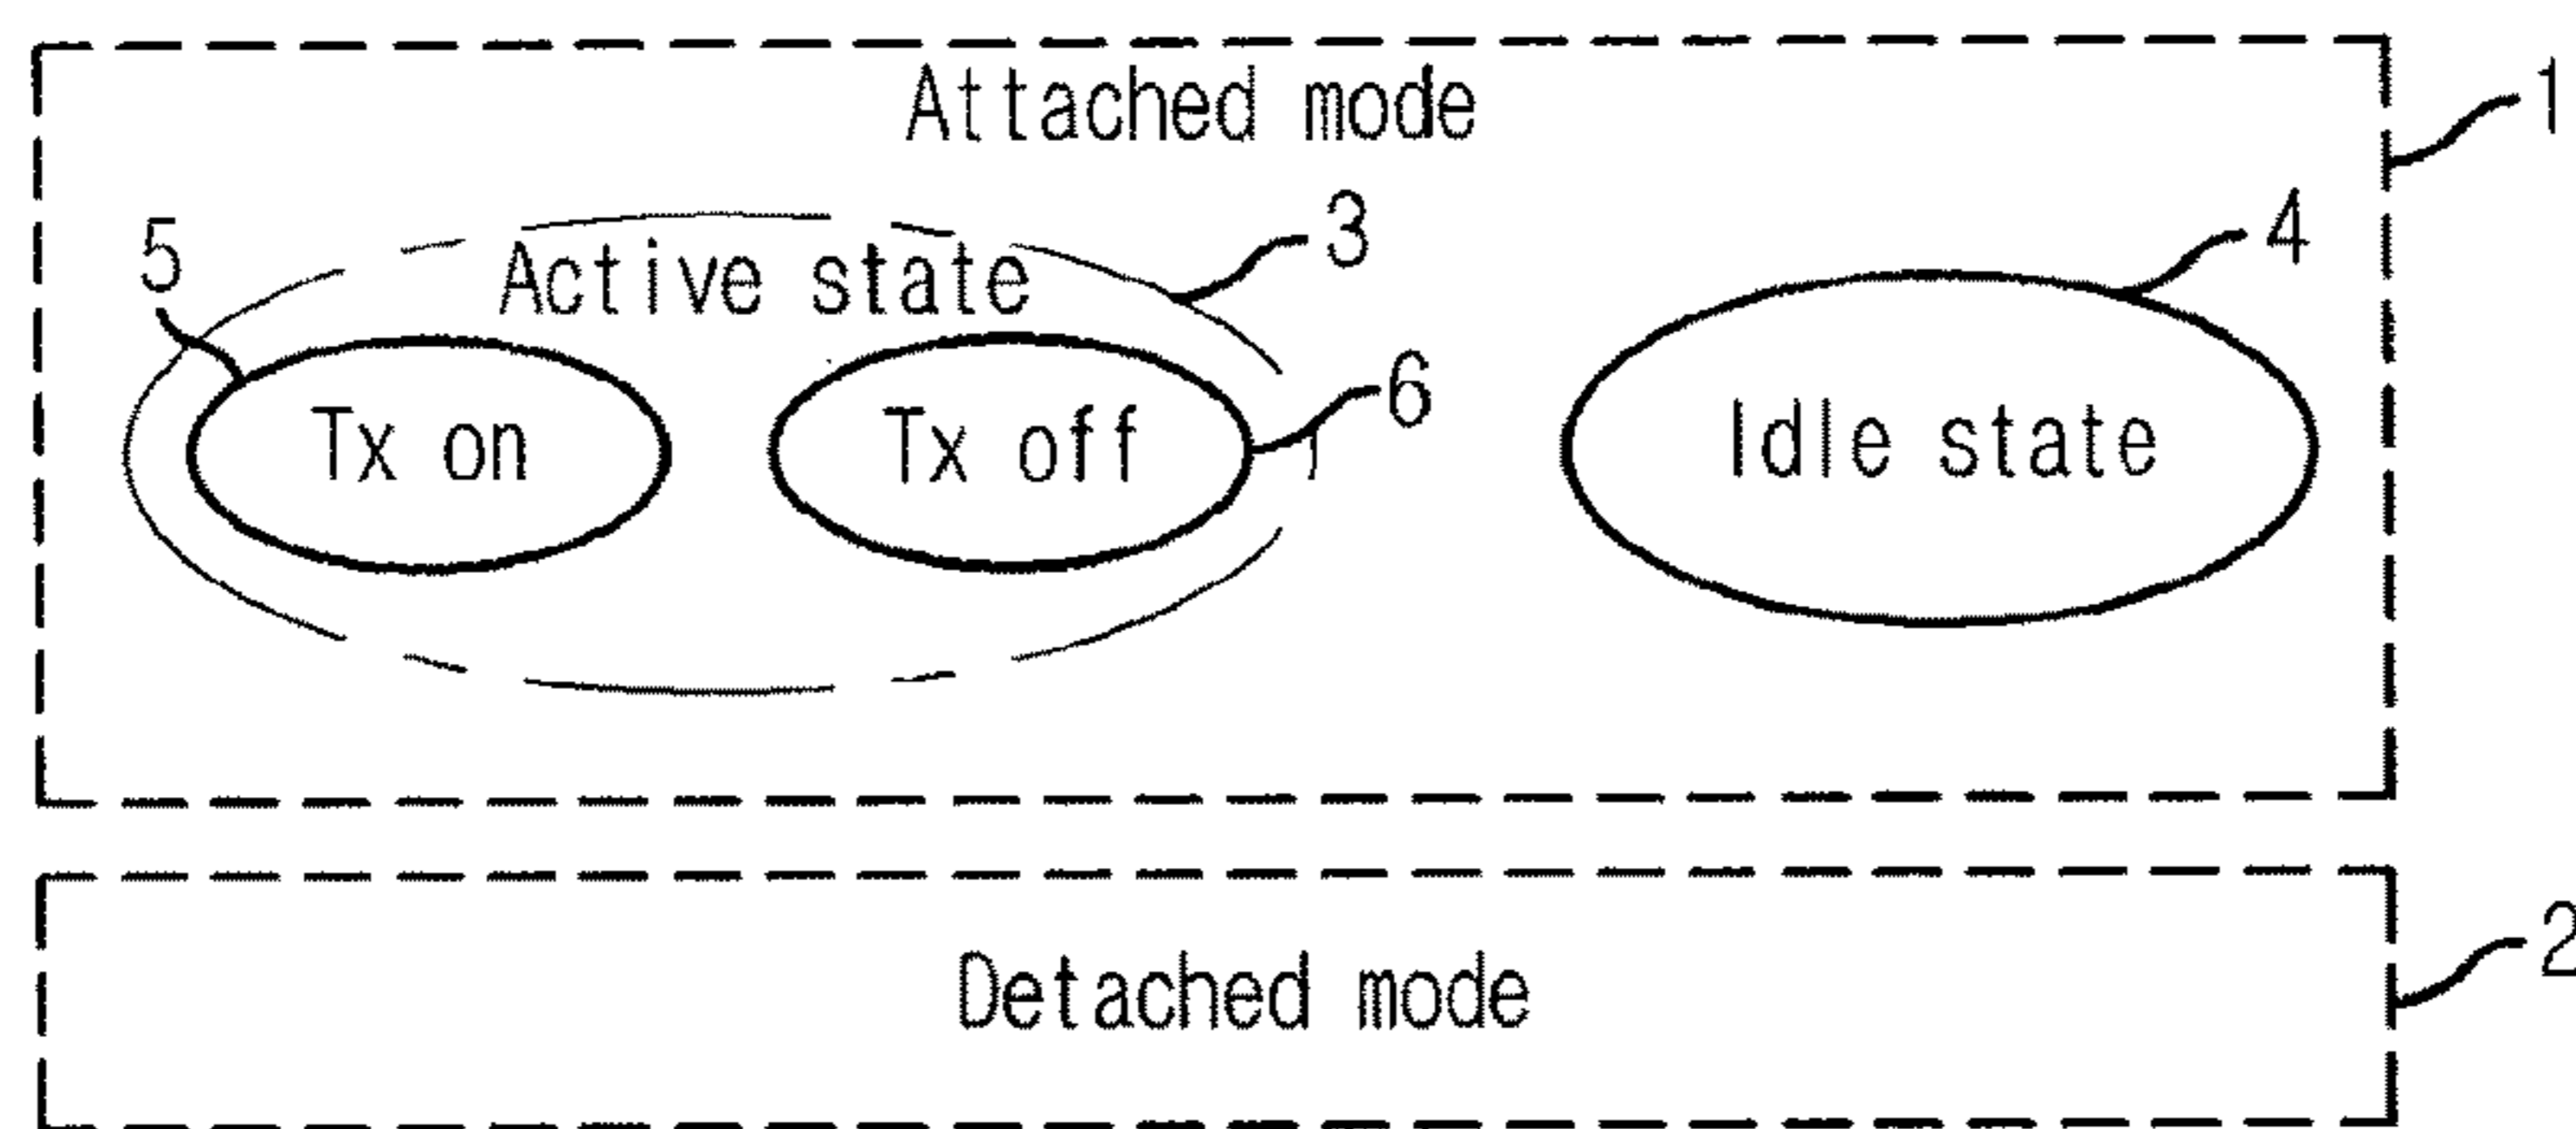 Attached mode
1
5
Active state
3
4
6
Tx on
Tx off
Idle state
Detached mode
2